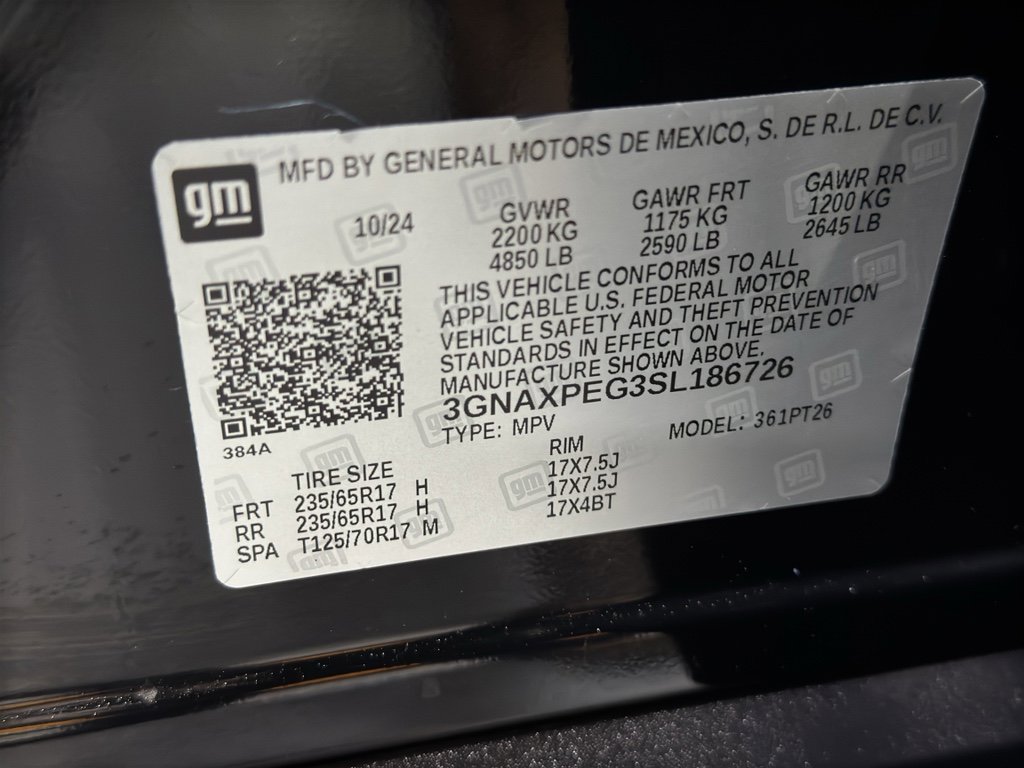 gm
MFD BY GENERAL MOTORS DE MEXICO, S. DE R.L. DE C.V.
10/24
GVWR
2200 KG
4850 LB
GAWR FRT
1175 KG
2590 LB
GAWR RR
1200 KG
2645 LB
THIS VEHICLE CONFORMS TO ALL
APPLICABLE U.S. FEDERAL MOTOR
VEHICLE SAFETY AND THEFT PREVENTION
STANDARDS IN EFFECT ON THE DATE OF
MANUFACTURE SHOWN ABOVE.
3GNAXPEG3SL186726
TYPE: MPV
MODEL: 361PT26
384A
TIRE SIZE
RIM
FRT 235/65R17 H 17X7.5J
RR 235/65R17 H 17X7.5J
SPA T125/70R17 M 17X4BT